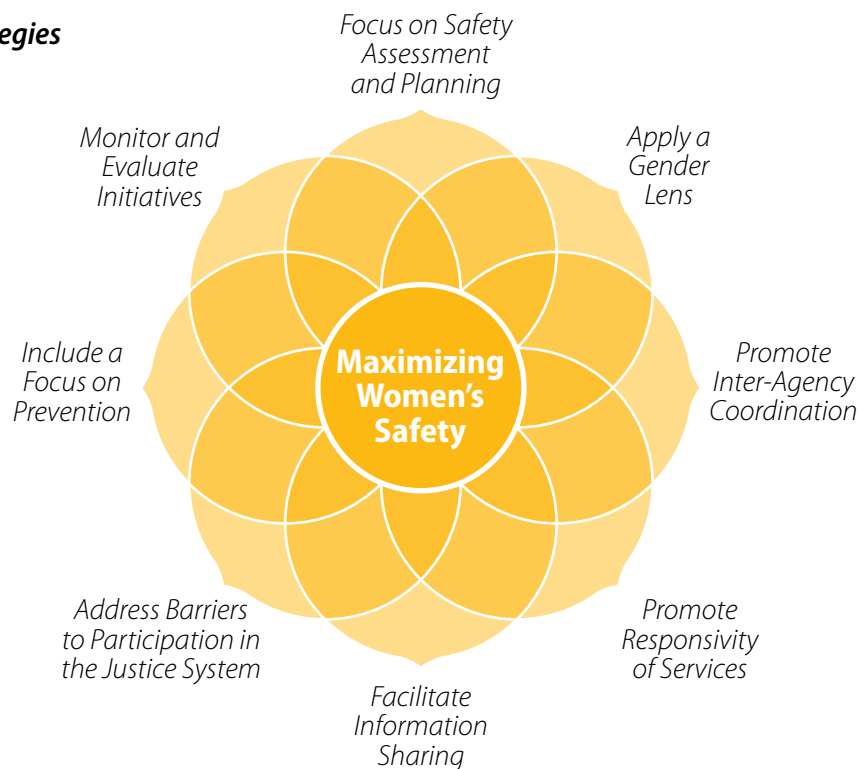 egies
Focus on Safety
Assessment
and Planning
Apply a
Gender
Lens
Promote
Inter-Agency
Coordination
Promote
Responsivity
of Services
Facilitate
Information
Sharing
Address Barriers
to Participation in
the Justice System
Include a
Focus on
Prevention
Monitor and
Evaluate
Initiatives
Maximizing
Women's
Safety